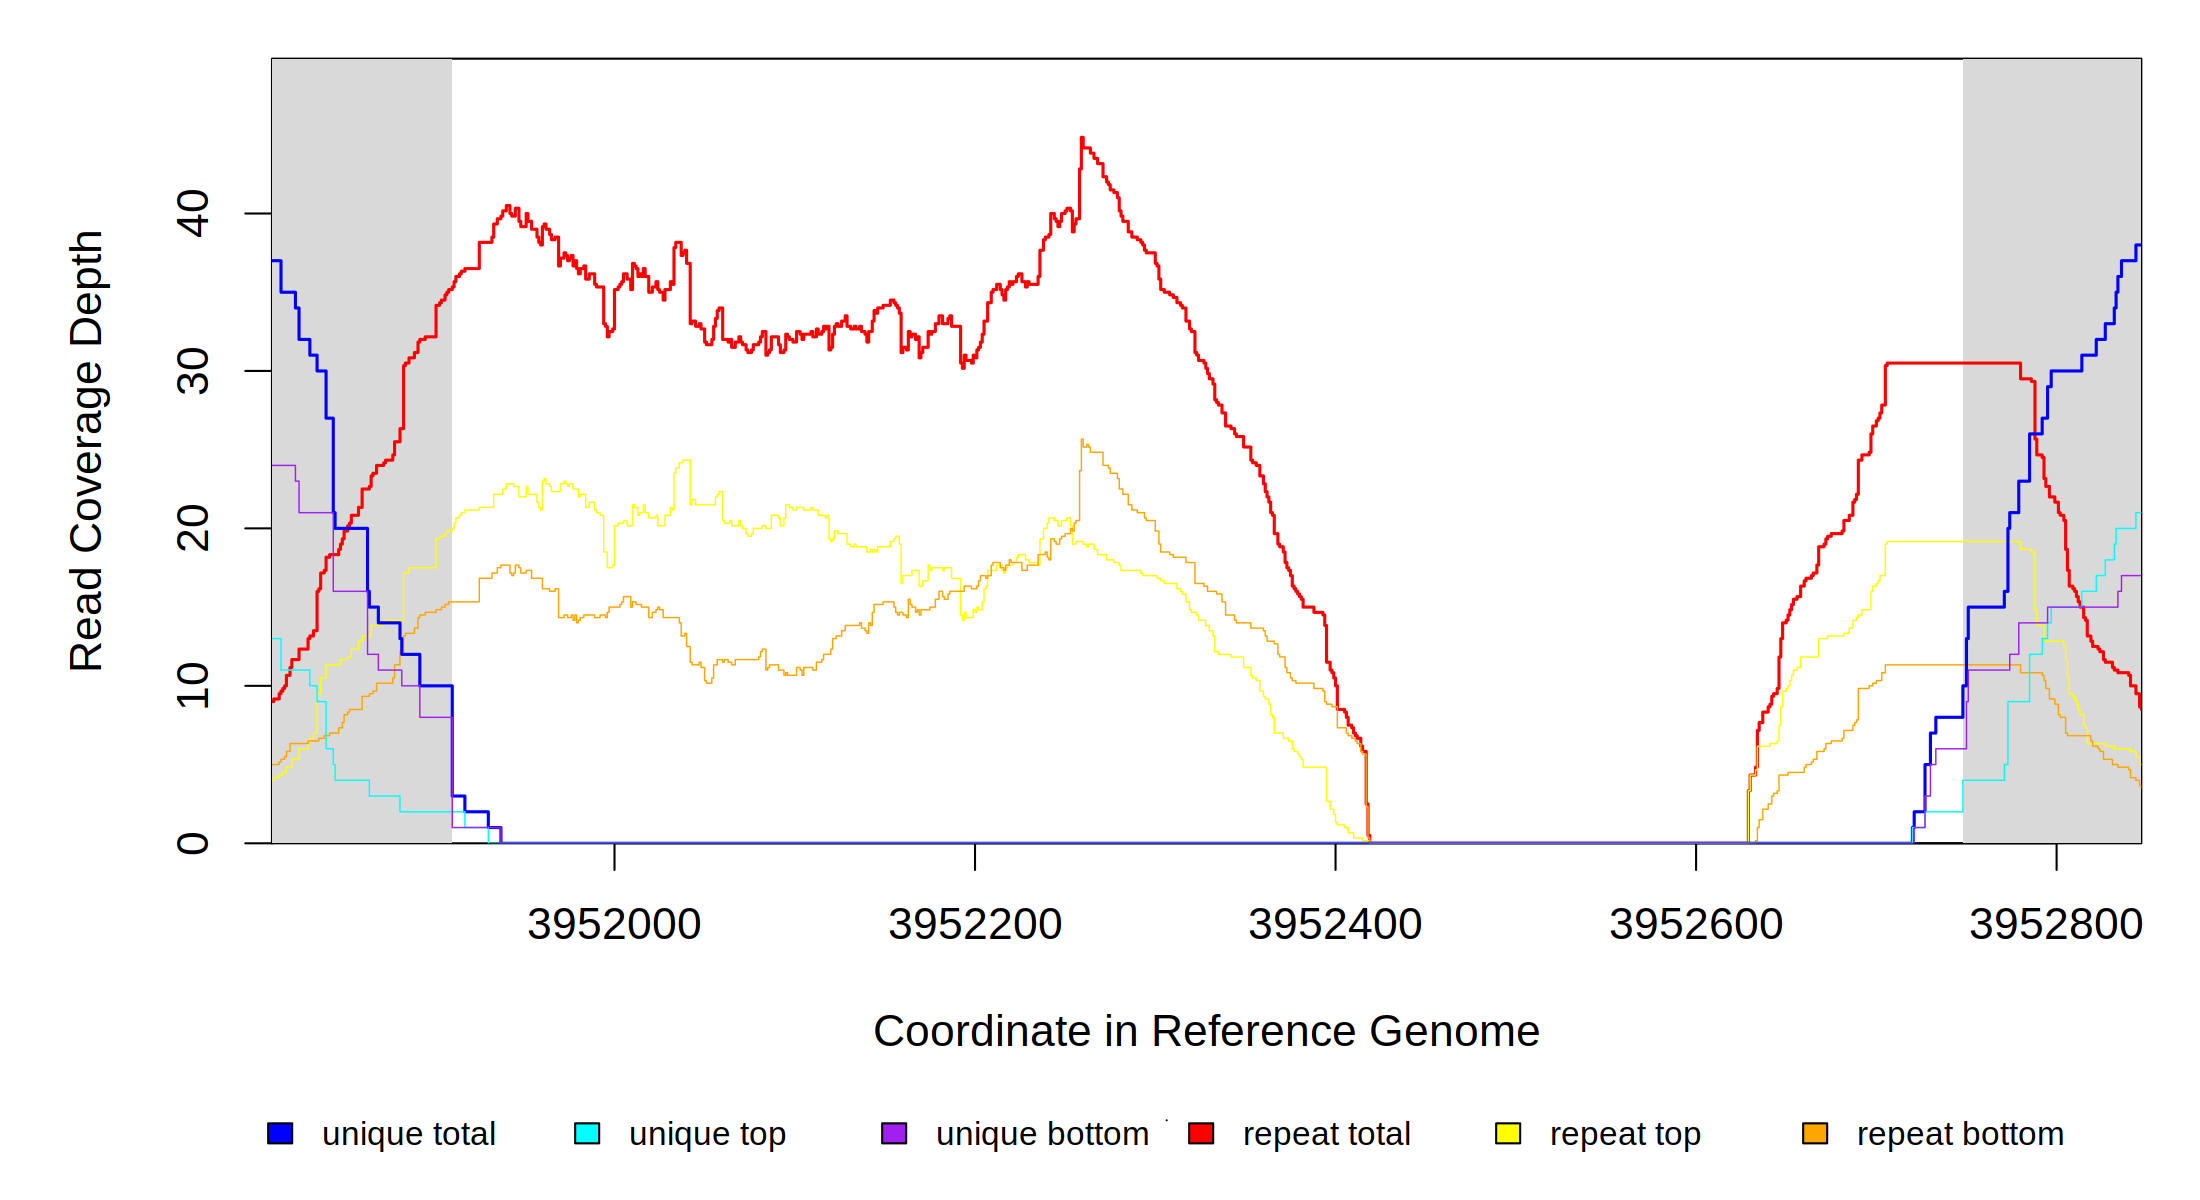 Read Coverage Depth
40
30
20
10
0
3952000 3952200 3952400 3952600 3952800
Coordinate in Reference Genome
unique total unique top unique bottom repeat total repeat top repeat bottom